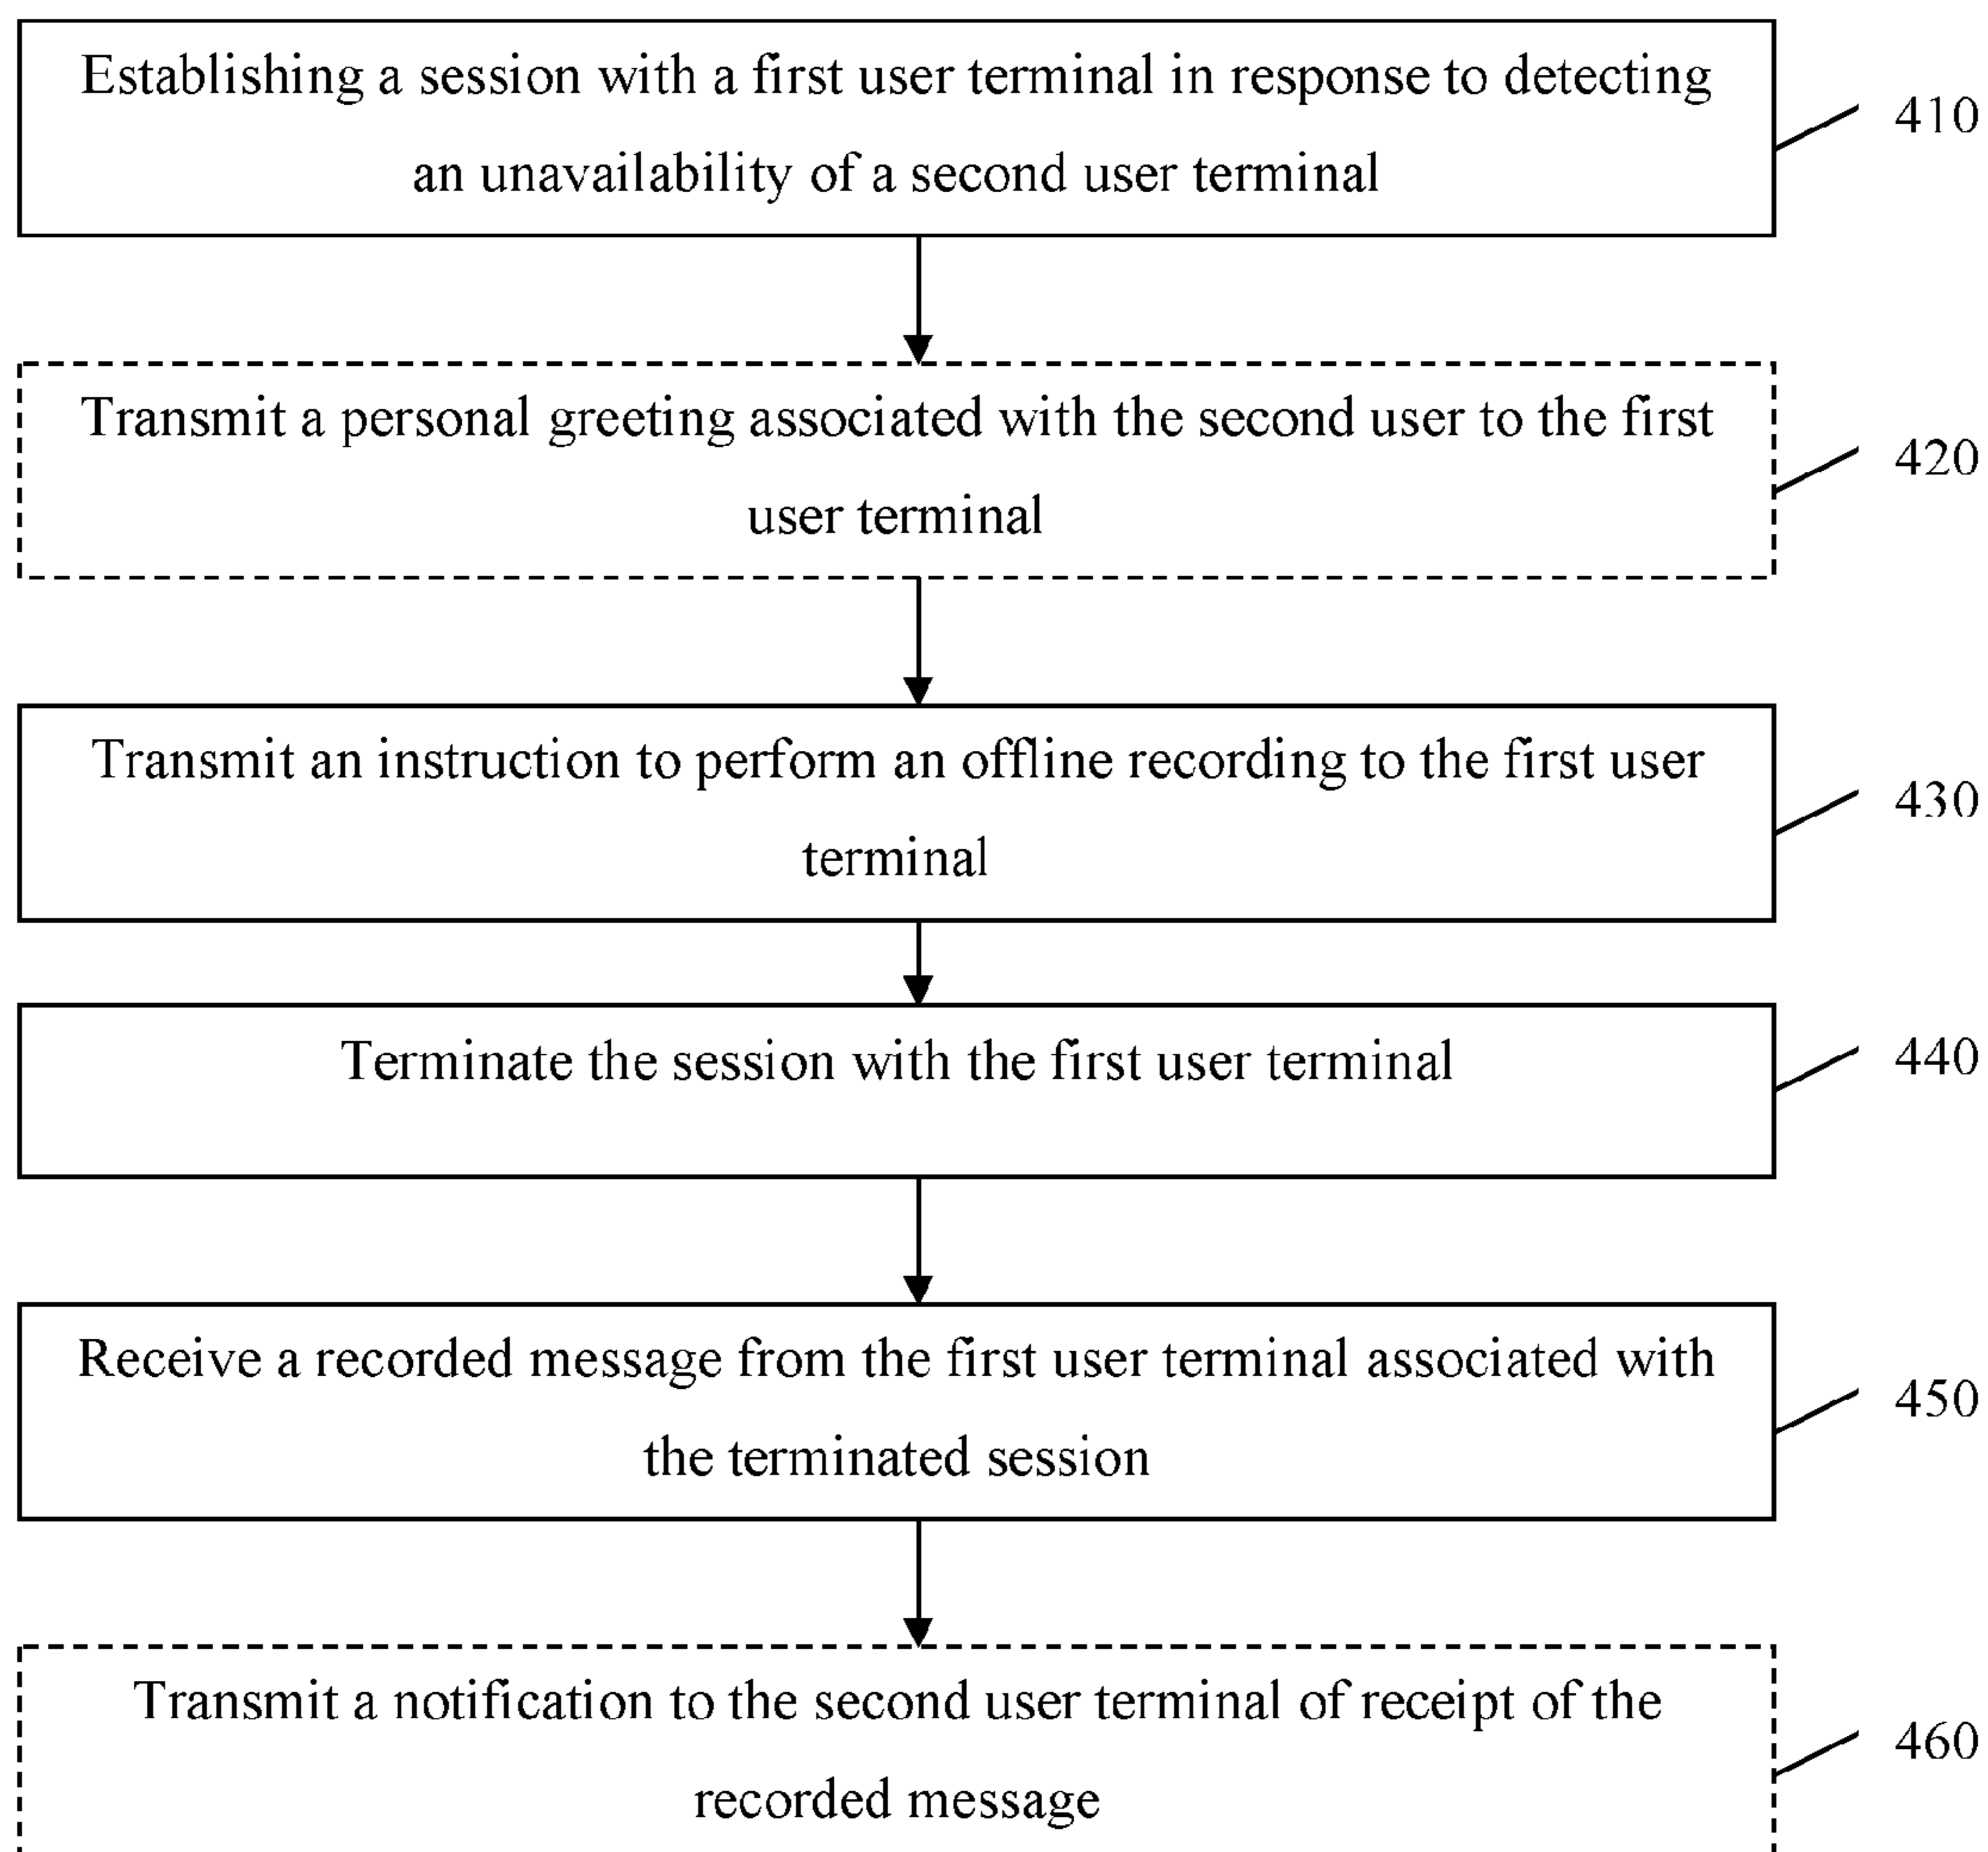 Establishing a session with a first user terminal in response to detecting
an unavailability of a second user terminal
410
Transmit a personal greeting associated with the second user to the first
user terminal
420
Transmit an instruction to perform an offline recording to the first user
terminal
430
Terminate the session with the first user terminal
440
Receive a recorded message from the first user terminal associated with
the terminated session
450
Transmit a notification to the second user terminal of receipt of the
recorded message
460